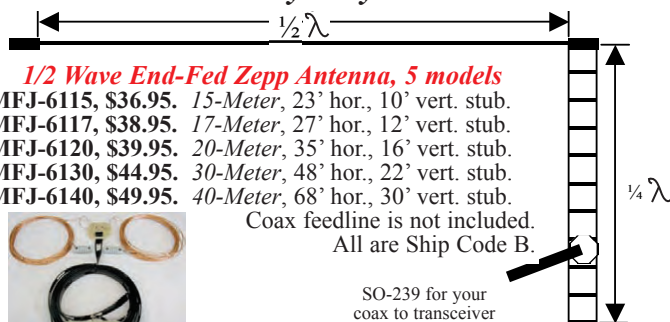 ½ λ
1/2 Wave End-Fed Zepp Antenna, 5 models
MFJ-6115, $36.95. 15-Meter, 23’ hor., 10’ vert. stub.
MFJ-6117, $38.95. 17-Meter, 27’ hor., 12’ vert. stub.
MFJ-6120, $39.95. 20-Meter, 35’ hor., 16’ vert. stub.
MFJ-6130, $44.95. 30-Meter, 48’ hor., 22’ vert. stub.
MFJ-6140, $49.95. 40-Meter, 68’ hor., 30’ vert. stub.
Coax feedline is not included.
All are Ship Code B.
¼ λ
SO-239 for your
coax to transceiver